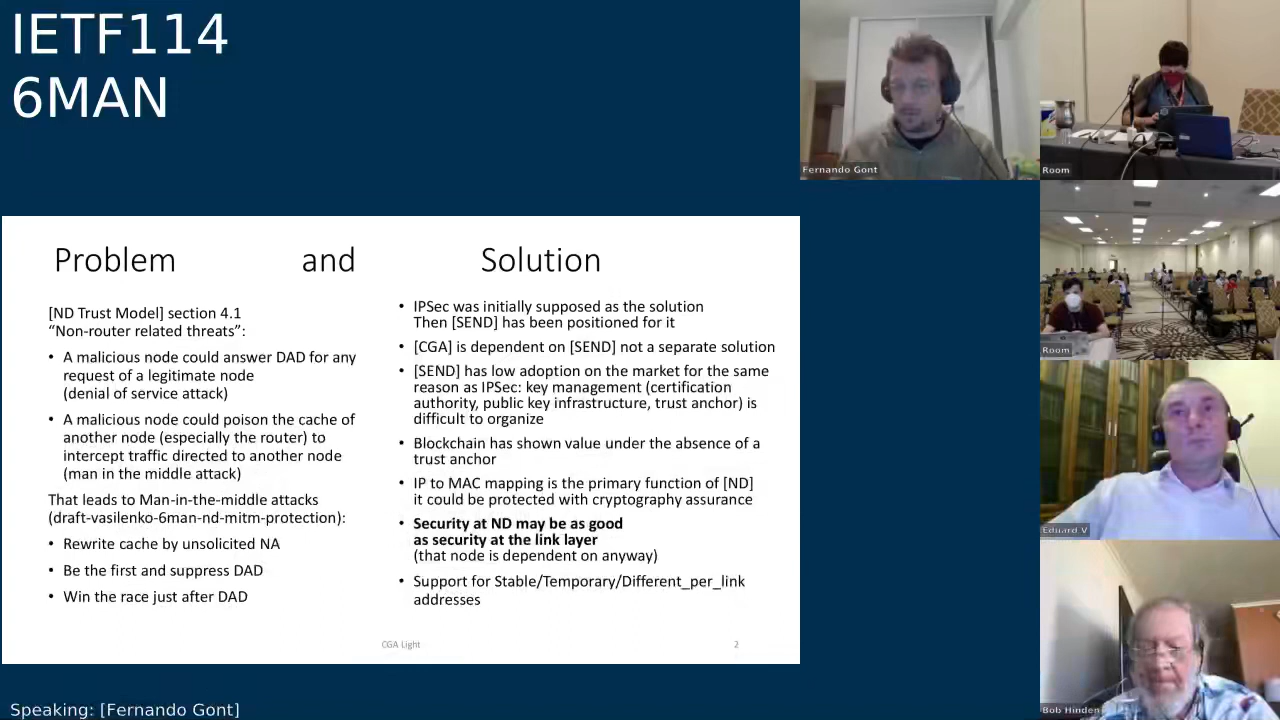 IETF114
6MAN
Fernando Gont
Room
Room
Eduard V
Bob Hinden
Problem and Solution
[ND Trust Model] section 4.1
“Non-router related threats”:
• A malicious node could answer DAD for any
request of a legitimate node
(denial of service attack)
• A malicious node could poison the cache of
another node (especially the router) to
intercept traffic directed to another node
(man in the middle attack)
That leads to Man-in-the-middle attacks
(draft-vasilenko-6man-nd-mitm-protection):
• Rewrite cache by unsolicited NA
• Be the first and suppress DAD
• Win the race just after DAD
• IPSec was initially supposed as the solution
Then [SEND] has been positioned for it
• [CGA] is dependent on [SEND] not a separate solution
• [SEND] has low adoption on the market for the same
reason as IPSec: key management (certification
authority, public key infrastructure, trust anchor) is
difficult to organize
• Blockchain has shown value under the absence of a
trust anchor
• IP to MAC mapping is the primary function of [ND]
it could be protected with cryptography assurance
• Security at ND may be as good
as security at the link layer
(that node is dependent on anyway)
• Support for Stable/Temporary/Different_per_link
addresses
CGA Light
2
Speaking: [Fernando Gont]